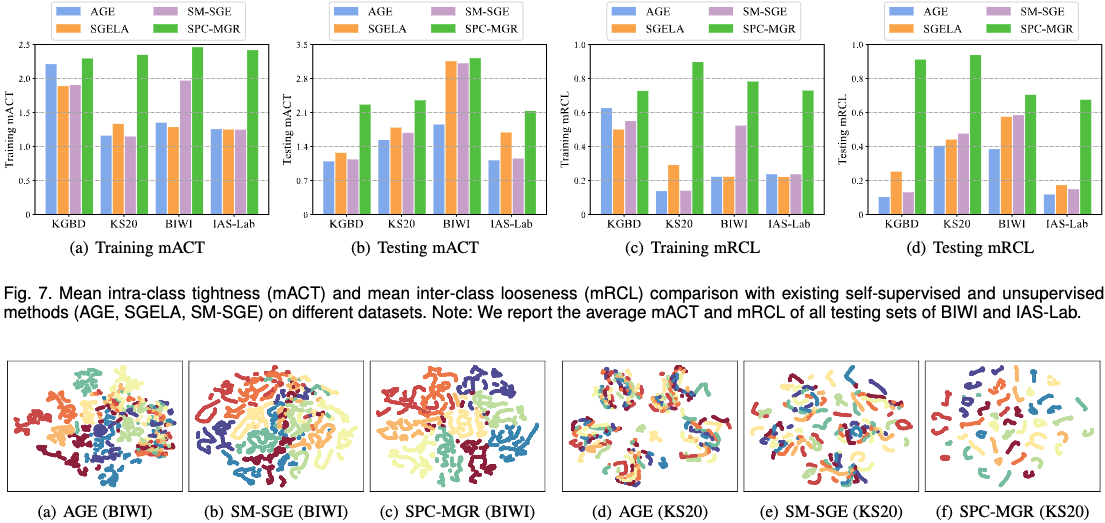 AGE SM-SGE
SGELA SPC-MGR
2.5
2.0
1.5
1.0
0.5
0
Training mACT
KGBD KS20 BIWI IAS-Lab
(a) Training mACT
AGE SM-SGE
SGELA SPC-MGR
3.5
2.8
2.1
1.4
0.7
0
Testing mACT
KGBD KS20 BIWI IAS-Lab
(b) Testing mACT
AGE SM-SGE
SGELA SPC-MGR
1.0
0.8
0.6
0.4
0.2
0
Training mRCL
KGBD KS20 BIWI IAS-Lab
(c) Training mRCL
AGE SM-SGE
SGELA SPC-MGR
1.0
0.8
0.6
0.4
0.2
0
Testing mRCL
KGBD KS20 BIWI IAS-Lab
(d) Testing mRCL
Fig. 7. Mean intra-class tightness (mACT) and mean inter-class looseness (mRCL) comparison with existing self-supervised and unsupervised
methods (AGE, SGELA, SM-SGE) on different datasets. Note: We report the average mACT and mRCL of all testing sets of BIWI and IAS-Lab.
(a) AGE (BIWI)
(b) SM-SGE (BIWI)
(c) SPC-MGR (BIWI)
(d) AGE (KS20)
(e) SM-SGE (KS20)
(f) SPC-MGR (KS20)